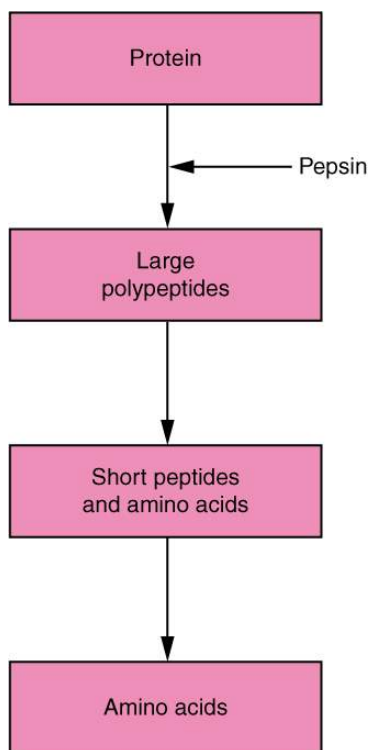 Protein
Pepsin
Large
polypeptides
Short peptides
and amino acids
Amino acids